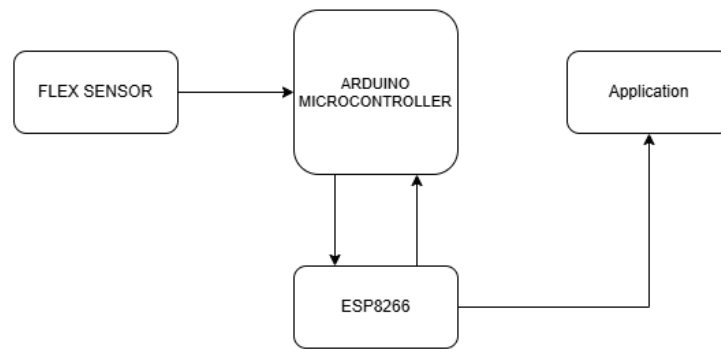 FLEX SENSOR
ARDUINO
MICROCONTROLLER
Application
ESP8266